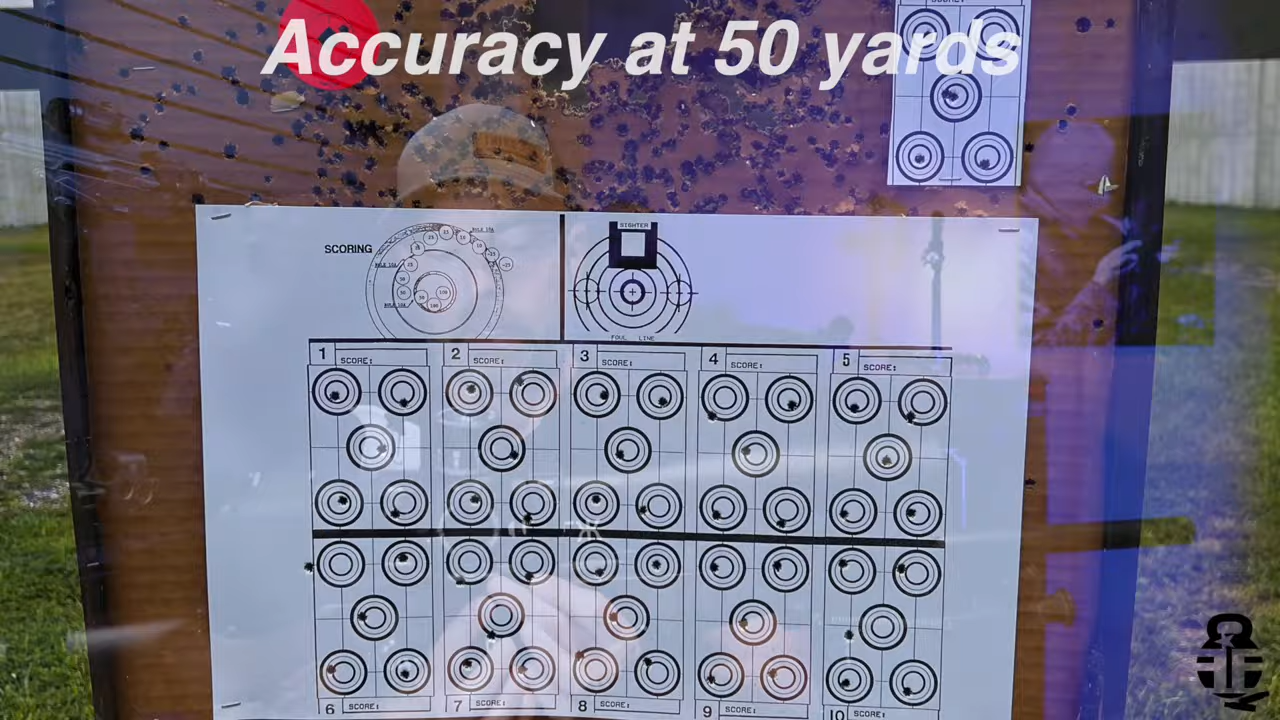 Accuracy at 50 yards
SCORING
SIGHTER
FOUL LINE
1 SCORE:
2 SCORE:
3 SCORE:
4 SCORE:
5 SCORE:
6 SCORE:
7 SCORE:
8 SCORE:
9 SCORE:
10 SCORE: